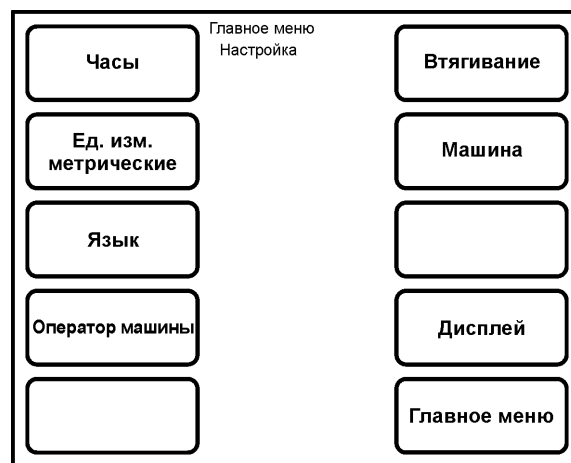 Главное меню
Настройка
Часы
Втягивание
Ед. изм.
метрические
Машина
Язык
Оператор машины
Дисплей
Главное меню